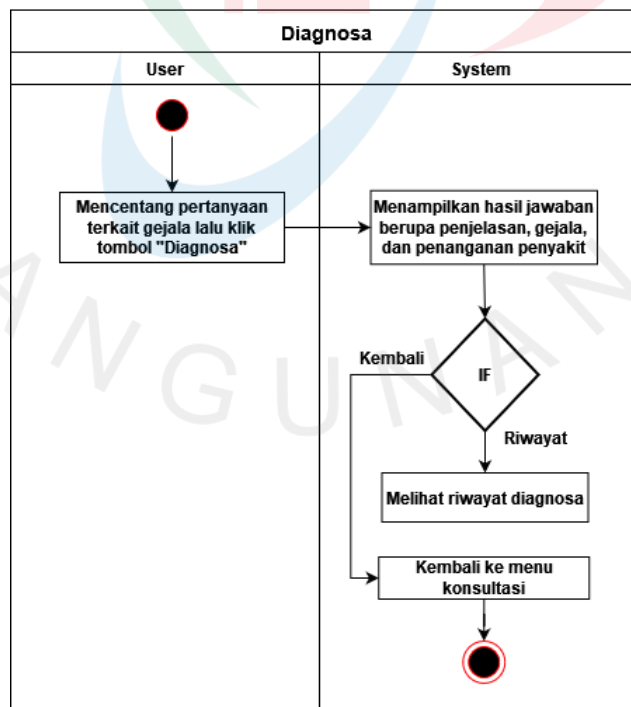 Diagnosa
User
System
Mencentang pertanyaan
terkait gejala lalu klik
tombol "Diagnosa"
Menampilkan hasil jawaban
berupa penjelasan, gejala,
dan penanganan penyakit
Kembali
IF
Riwayat
Melihat riwayat diagnosa
Kembali ke menu
konsultasi
ANGUNAN